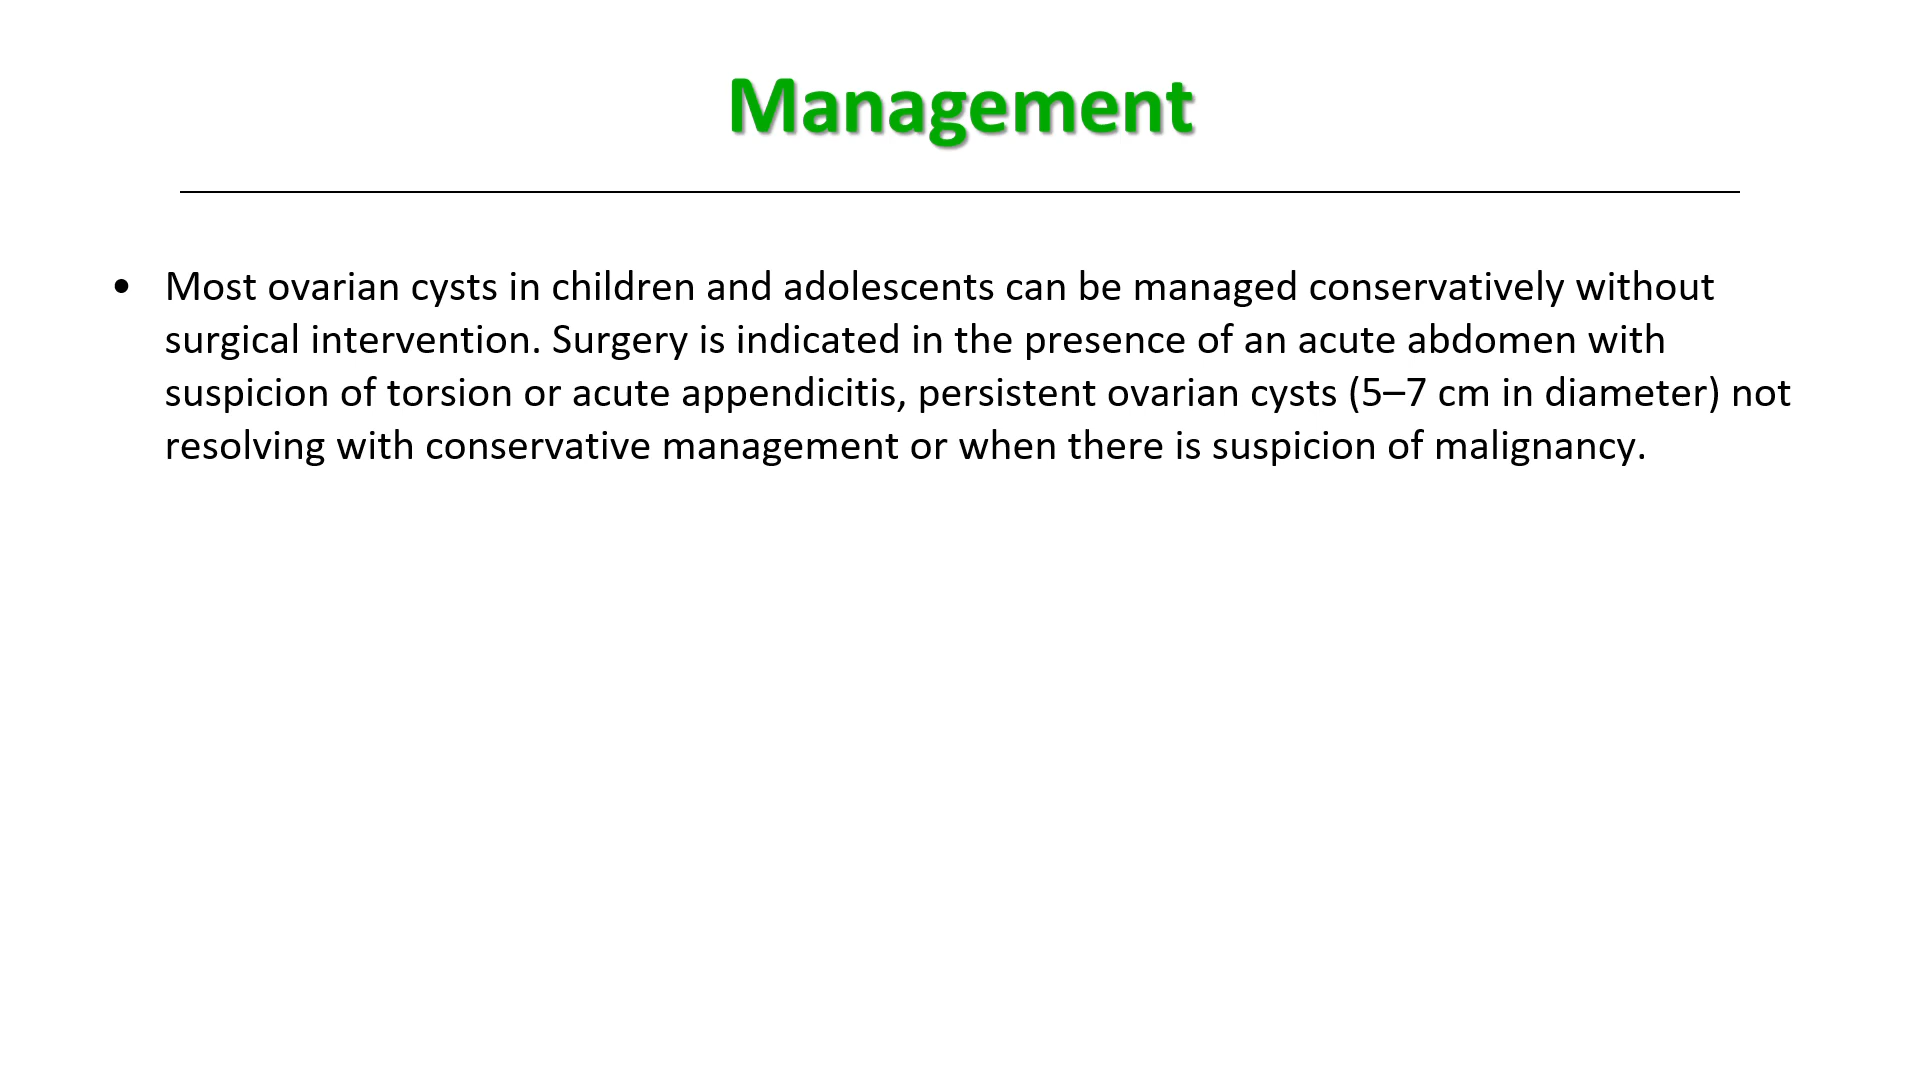 Management
• Most ovarian cysts in children and adolescents can be managed conservatively without
surgical intervention. Surgery is indicated in the presence of an acute abdomen with
suspicion of torsion or acute appendicitis, persistent ovarian cysts (5–7 cm in diameter) not
resolving with conservative management or when there is suspicion of malignancy.